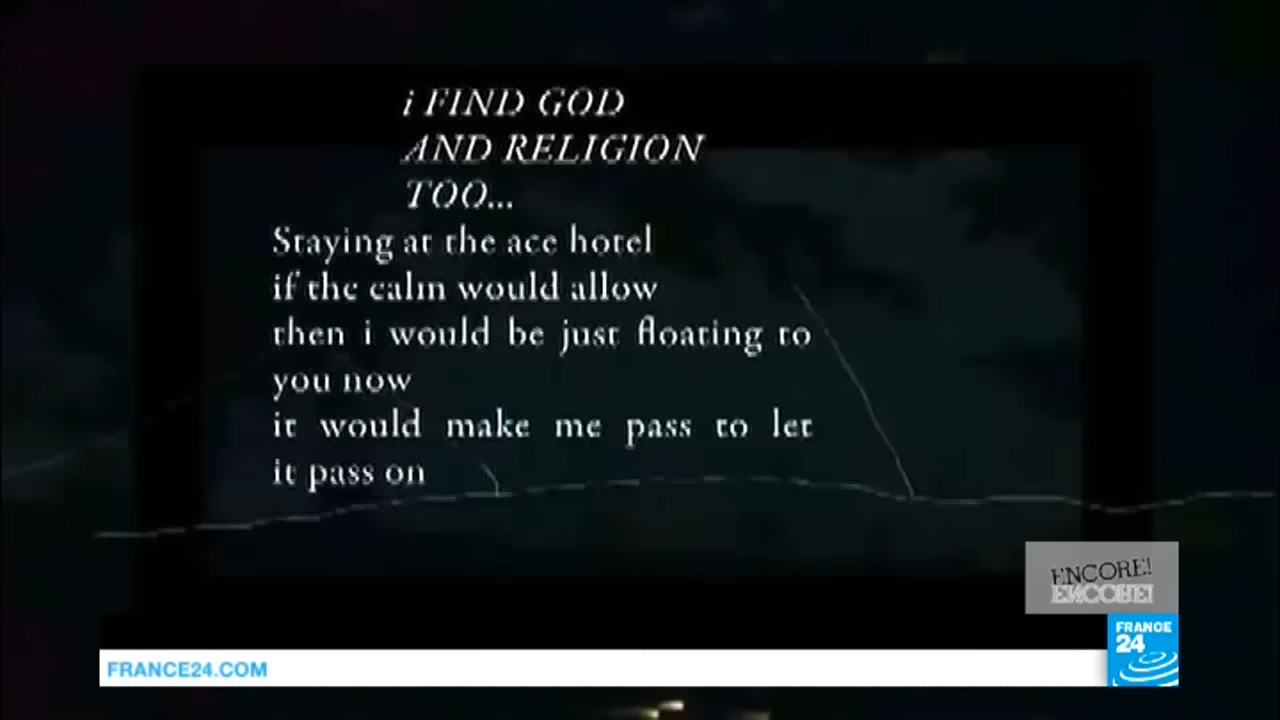 i FIND GOD
AND RELIGION
TOO...
Staying at the ace hotel
if the calm would allow
then i would be just floating to
you now
it would make me pass to let
it pass on
ENCORE!
FRANCE
24
FRANCE24.COM